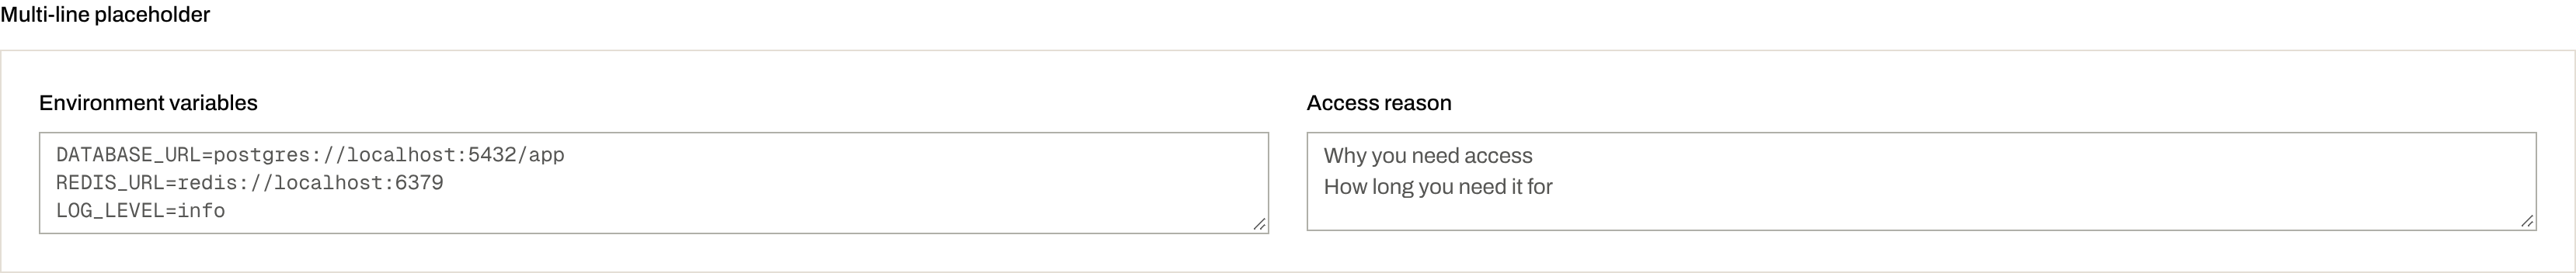 Multi-line placeholder
Environment variables
DATABASE_URL=postgres://localhost:5432/app
REDIS_URL=redis://localhost:6379
LOG_LEVEL=info
Access reason
Why you need access
How long you need it for